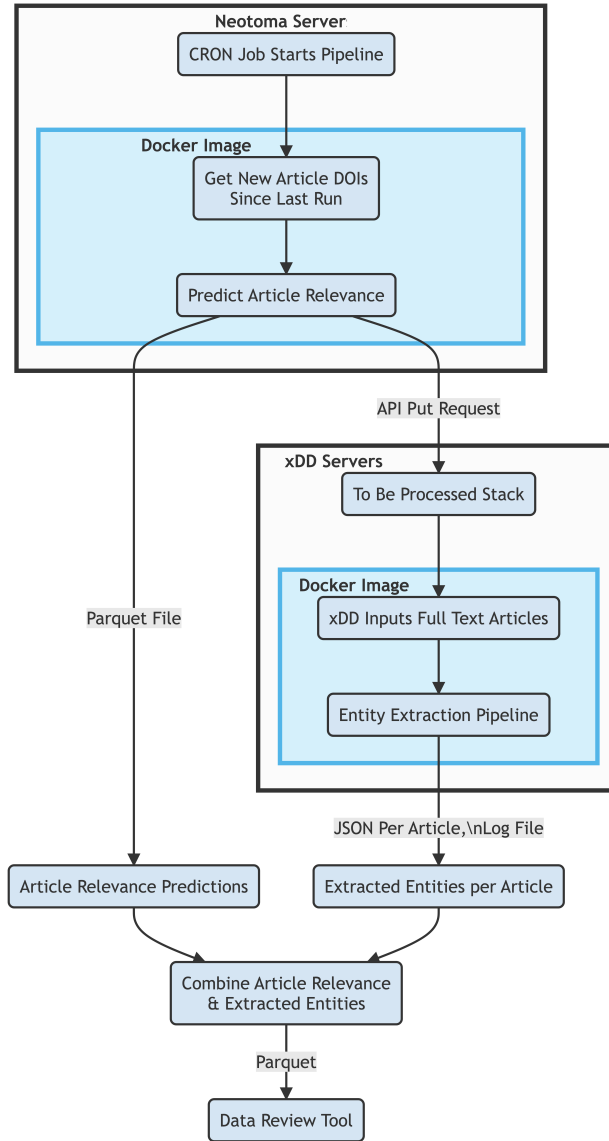 Neotoma Server
CRON Job Starts Pipeline
Docker Image
Get New Article DOIs
Since Last Run
Predict Article Relevance
API Put Request
xDD Servers
To Be Processed Stack
Docker Image
xDD Inputs Full Text Articles
Parquet File
Entity Extraction Pipeline
JSON Per Article,\nLog File
Article Relevance Predictions
Extracted Entities per Article
Combine Article Relevance
& Extracted Entities
Parquet
Data Review Tool